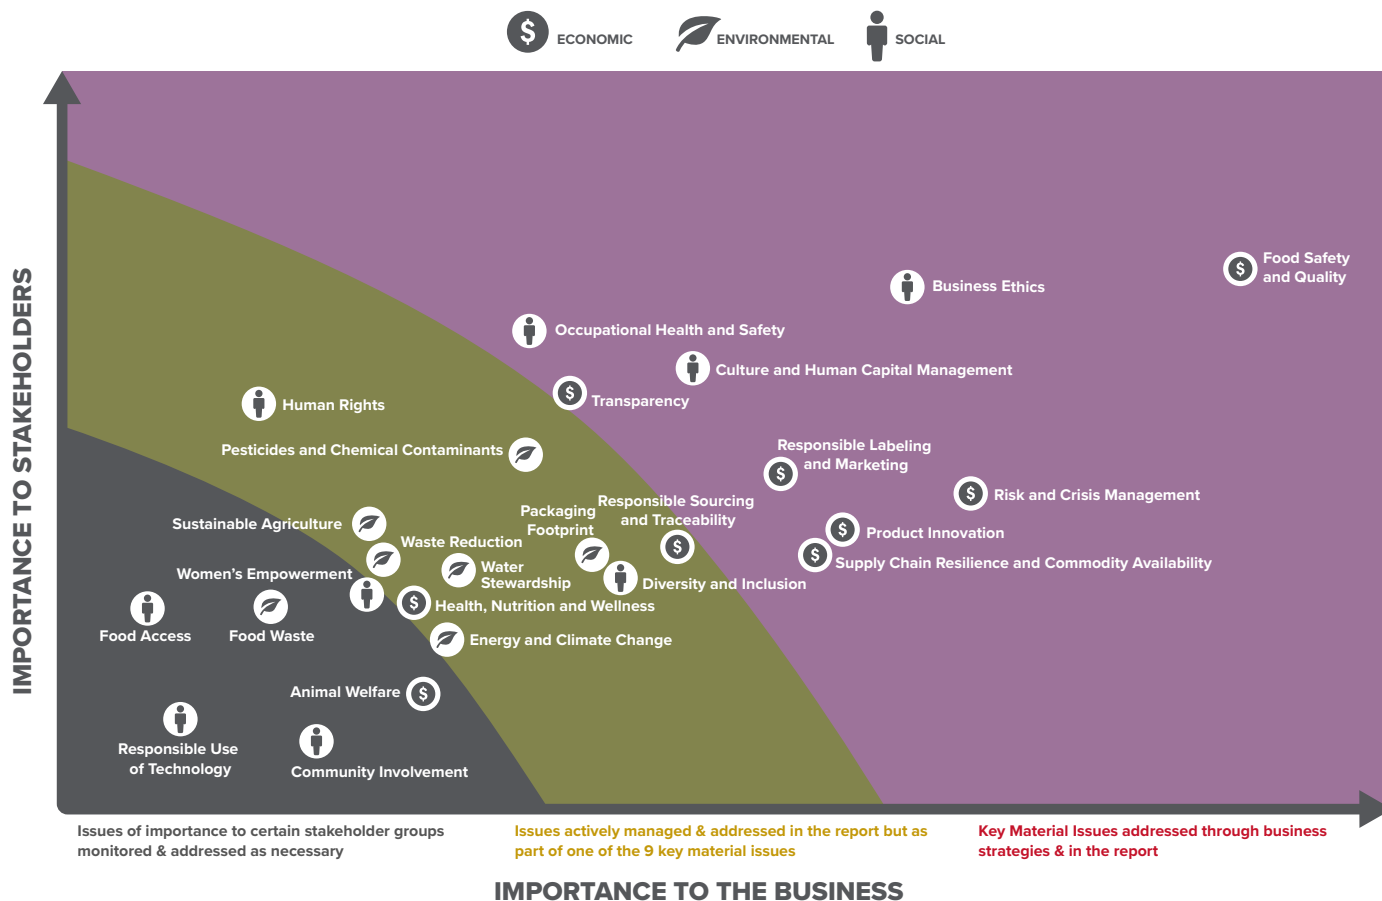 ECONOMIC
ENVIRONMENTAL
SOCIAL
IMPORTANCE TO STAKEHOLDERS
Food Safety
and Quality
Business Ethics
Occupational Health and Safety
Culture and Human Capital Management
Transparency
Human Rights
Pesticides and Chemical Contaminants
Responsible Labeling
and Marketing
Risk and Crisis Management
Responsible Sourcing
and Traceability
Packaging
Footprint
Sustainable Agriculture
Product Innovation
Waste Reduction
Supply Chain Resilience and Commodity Availability
Water
Stewardship
Women's Empowerment
Diversity and Inclusion
Health, Nutrition and Wellness
Food Access
Food Waste
Energy and Climate Change
Animal Welfare
Responsible Use
of Technology
Community Involvement
Issues of importance to certain stakeholder groups
monitored & addressed as necessary
Issues actively managed & addressed in the report but as
part of one of the 9 key material issues
Key Material Issues addressed through business
strategies & in the report
IMPORTANCE TO THE BUSINESS